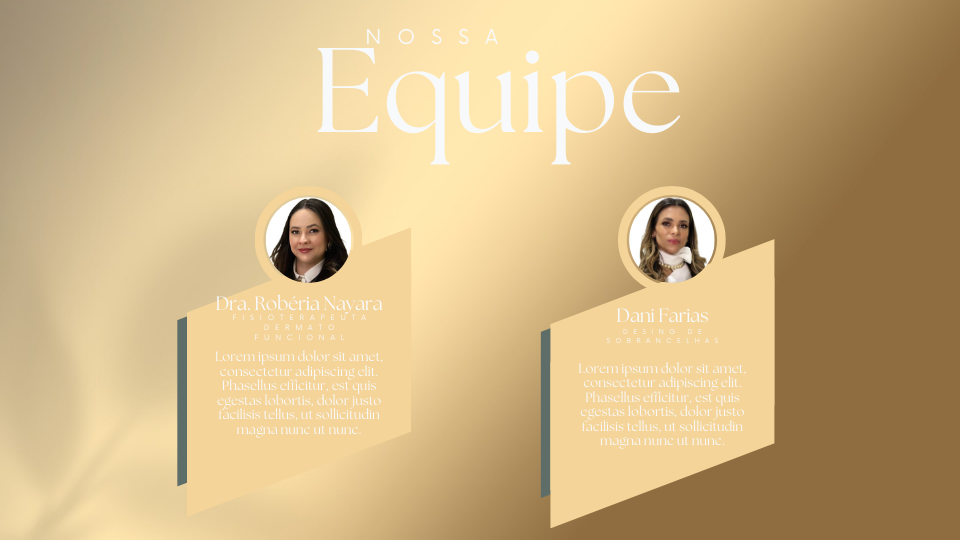 NOSSA
Equipe
Dra. Robéria Nayara
FISIOTERAPEUTA
DERMATO
FUNCIONAL
Lorem ipsum dolor sit amet,
consectetur adipiscing elit.
Phasellus efficitur, est quis
egestas lobortis, dolor justo
facilisis tellus, ut sollicitudin
magna nunc ut nunc.
Dani Farias
DESING DE
SOBRANCELHAS
Lorem ipsum dolor sit amet,
consectetur adipiscing elit.
Phasellus efficitur, est quis
egestas lobortis, dolor justo
facilisis tellus, ut sollicitudin
magna nunc ut nunc.